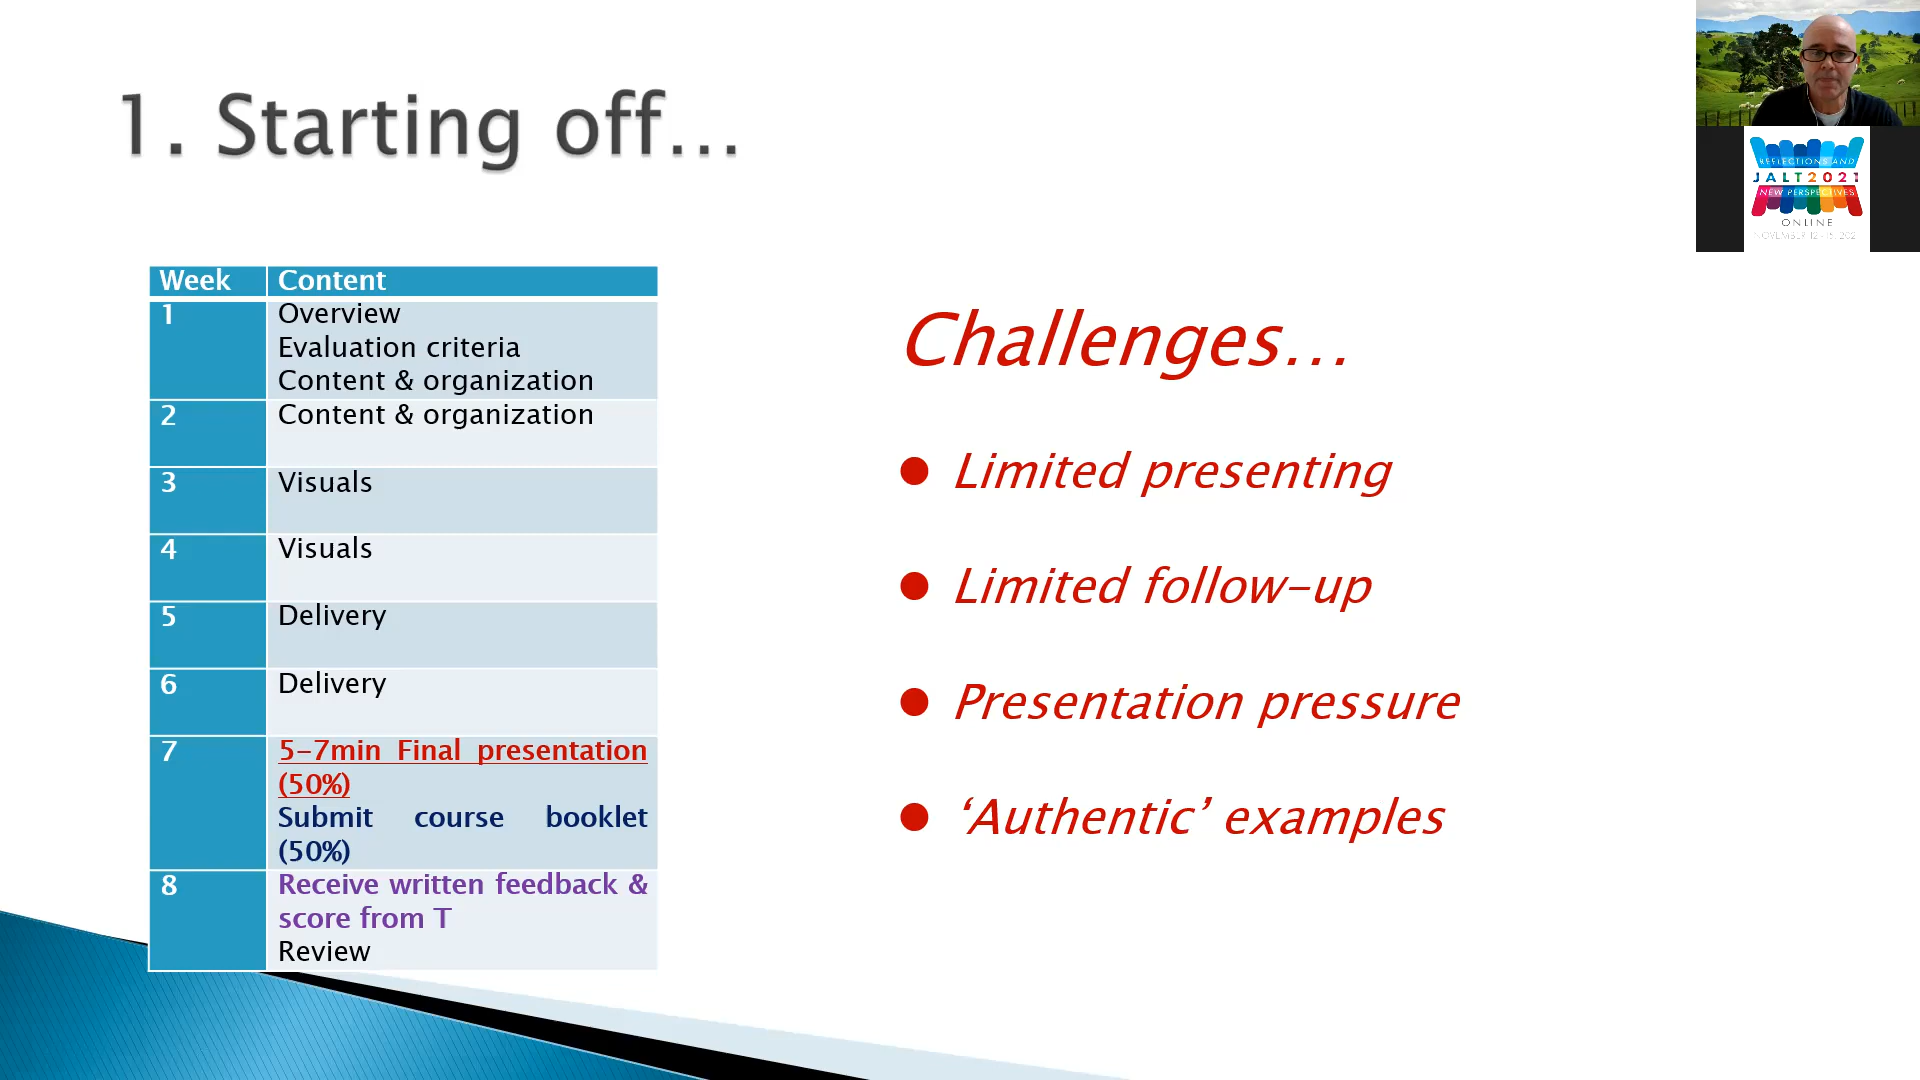 1. Starting off...
REFLECTIONS AND
JALT2021
NEW PERSPECTIVES
ONLINE
Week Content
1 Overview
Evaluation criteria
Content & organization
2 Content & organization
3 Visuals
4 Visuals
5 Delivery
6 Delivery
7 5-7min Final presentation
(50%)
Submit course booklet
(50%)
8 Receive written feedback &
score from T
Review
Challenges...
● Limited presenting
● Limited follow-up
● Presentation pressure
● ‘Authentic’ examples